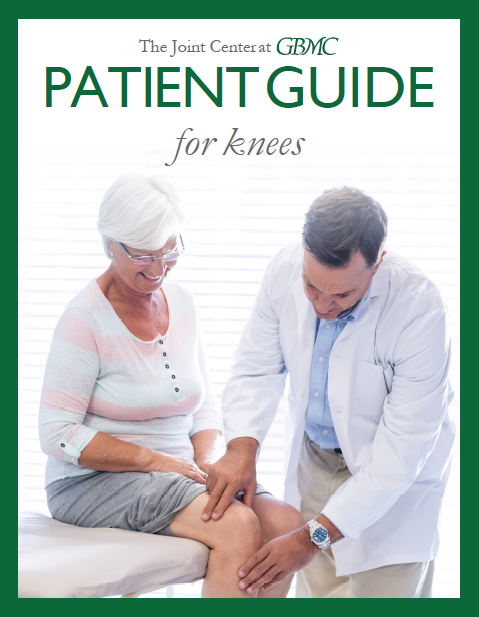 The Joint Center at GBMC
PATIENT GUIDE
for knees